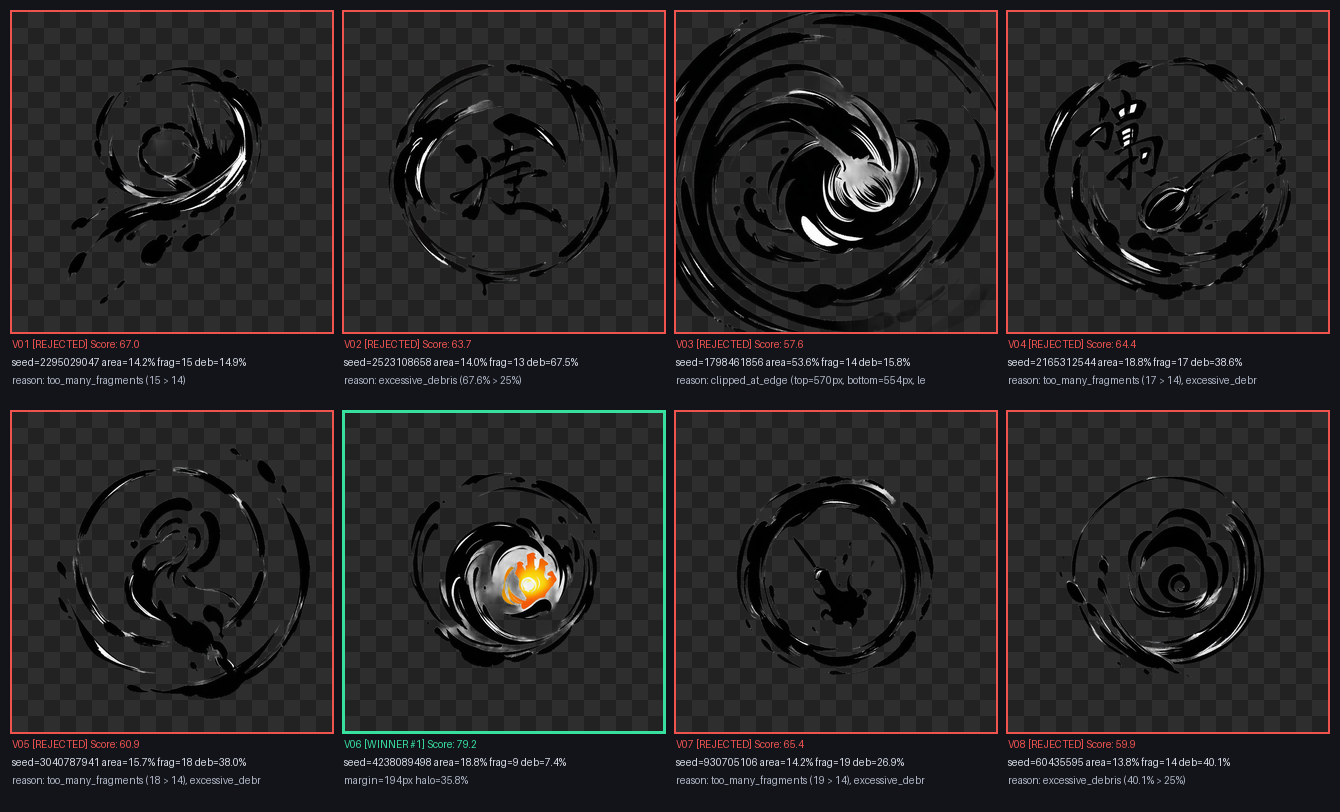 V01 [REJECTED] Score: 67.0
seed=2295029047 area=14.2% frag=15 deb=14.9%
reason: too_many_fragments (15 > 14)
V02 [REJECTED] Score: 63.7
seed=2523108658 area=14.0% frag=13 deb=67.5%
reason: excessive_debris (67.6% > 25%)
V03 [REJECTED] Score: 57.6
seed=1798461856 area=53.6% frag=14 deb=15.8%
reason: clipped_at_edge (top=570px, bottom=554px, le
V04 [REJECTED] Score: 64.4
seed=2165312544 area=18.8% frag=17 deb=38.6%
reason: too_many_fragments (17 > 14), excessive_debr
V05 [REJECTED] Score: 60.9
seed=3040787941 area=15.7% frag=18 deb=38.0%
reason: too_many_fragments (18 > 14), excessive_debr
V06 [WINNER #1] Score: 79.2
seed=4238089498 area=18.8% frag=9 deb=7.4%
margin=194px halo=35.8%
V07 [REJECTED] Score: 65.4
seed=930705106 area=14.2% frag=19 deb=26.9%
reason: too_many_fragments (19 > 14), excessive_debr
V08 [REJECTED] Score: 59.9
seed=60435595 area=13.8% frag=14 deb=40.1%
reason: excessive_debris (40.1% > 25%)